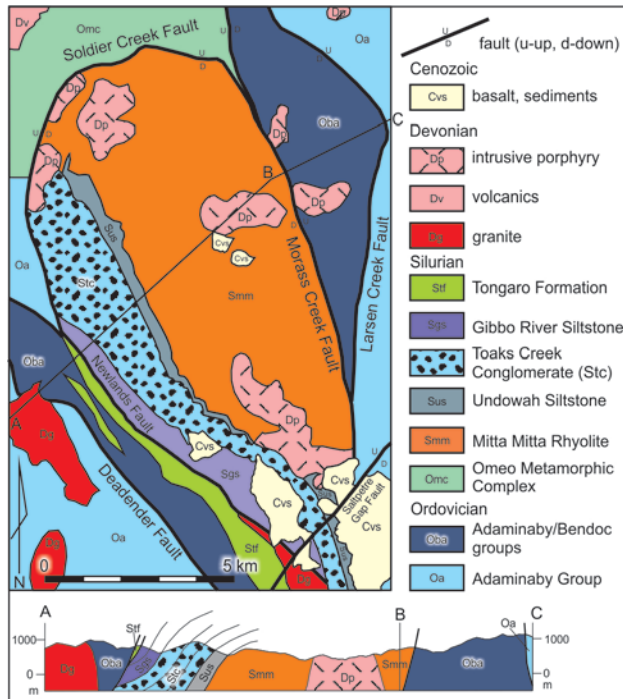 Dv
Omc
Soldier Creek Fault
U
D
U
D
Oa
Dp
Dp
Dp
Oba
C
U
D
B
Dp
Dp
Dp
Sus
Cvs
Cvs
Oa
Stc
Smm
Morass Creek Fault
Larsen Creek Fault
Oba
Newlands Fault
A
Dg
Dp
Cvs
Sgs
Cvs
Cvs
Saltpetre Gap Fault
Cvs
Deadender Fault
Oa
Stf
Dg
Dg
Sus
N
0
5 km
U
D
fault (u-up, d-down)
Cenozoic
Cvs
basalt, sediments
Devonian
Dp
intrusive porphyry
Dv
volcanics
Dg
granite
Silurian
Stf
Tongaro Formation
Sgs
Gibbo River Siltstone
Toaks Creek
Conglomerate (Stc)
Sus
Undowah Siltstone
Smm
Mitta Mitta Rhyolite
Omc
Omeo Metamorphic
Complex
Ordovician
Oba
Adaminaby/Bendoc
groups
Oa
Adaminaby Group
A
B
C
Stf
Oa
1000
1000
Dg
Oba
Sgs
Stc
Sus
Smm
Dp
Smm
Oba
0
0
m
m